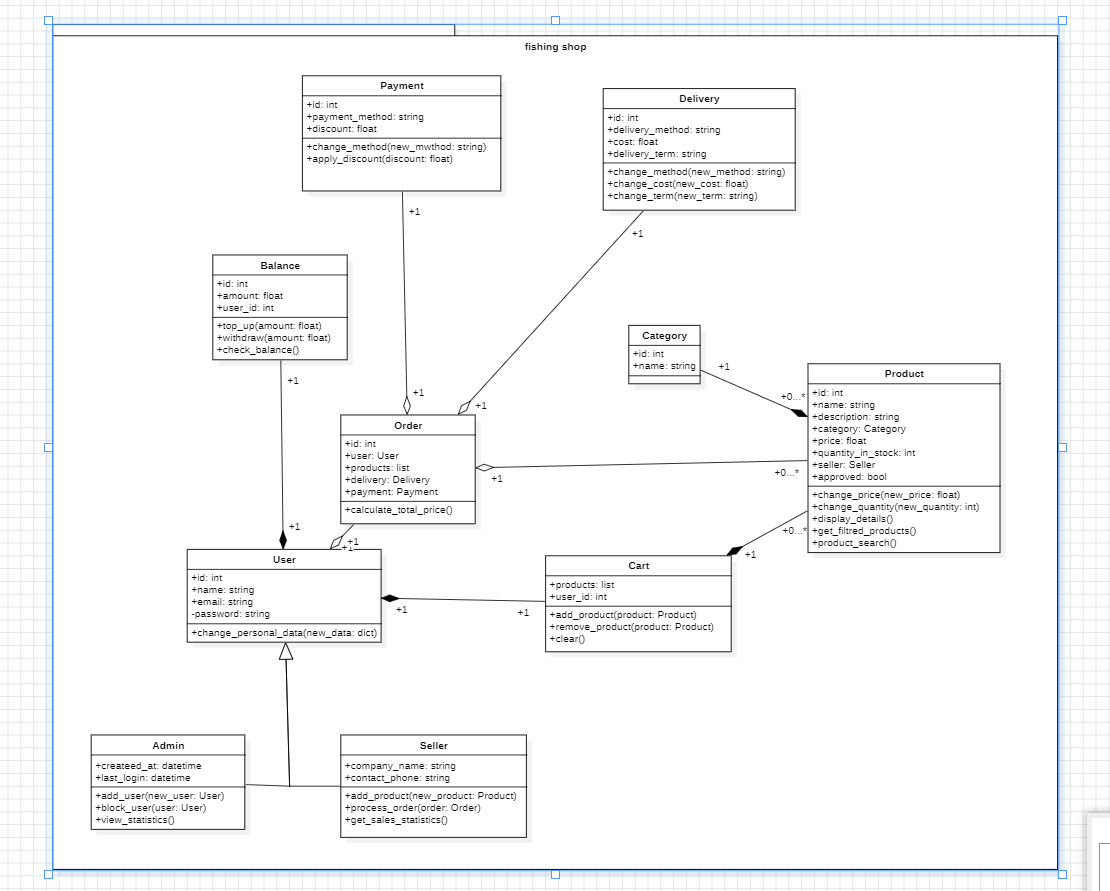 fishing shop
Payment
+id: int
+payment_method: string
+discount: float
+change_method(new_mwthod: string)
+apply_discount(discount: float)
+1
+1
Delivery
+id: int
+delivery_method: string
+cost: float
+delivery_term: string
+change_method(new_method: string)
+change_cost(new_cost: float)
+change_term(new_term: string)
+1
+1
Balance
+id: int
+amount: float
+user_id: int
+top_up(amount: float)
+withdraw(amount: float)
+check_balance()
+1
+1
Category
+id: int
+name: string
+1
+0...*
Product
+id: int
+name: string
+description: string
+category: Category
+price: float
+quantity_in_stock: int
+seller: Seller
+approved: bool
+change_price(new_price: float)
+change_quantity(new_quantity: int)
+display_details()
+get_filtred_products()
+product_search()
Order
+id: int
+user: User
+products: list
+delivery: Delivery
+payment: Payment
+calculate_total_price()
+1
+0...*
+1
+1
User
+id: int
+name: string
+email: string
-password: string
+change_personal_data(new_data: dict)
+1
+1
Cart
+products: list
+user_id: int
+add_product(product: Product)
+remove_product(product: Product)
+clear()
+1
+0...*
Admin
+createed_at: datetime
+last_login: datetime
+add_user(new_user: User)
+block_user(user: User)
+view_statistics()
Seller
+company_name: string
+contact_phone: string
+add_product(new_product: Product)
+process_order(order: Order)
+get_sales_statistics()